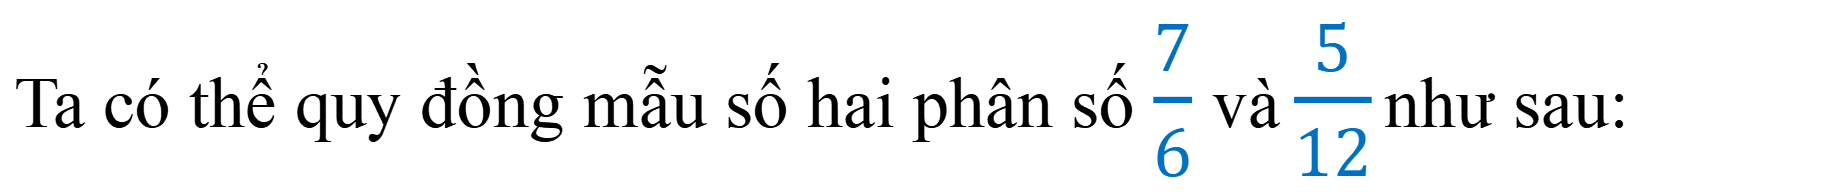 Ta có thể quy đồng mẫu số hai phân số 7/6 và 5/12 như sau: